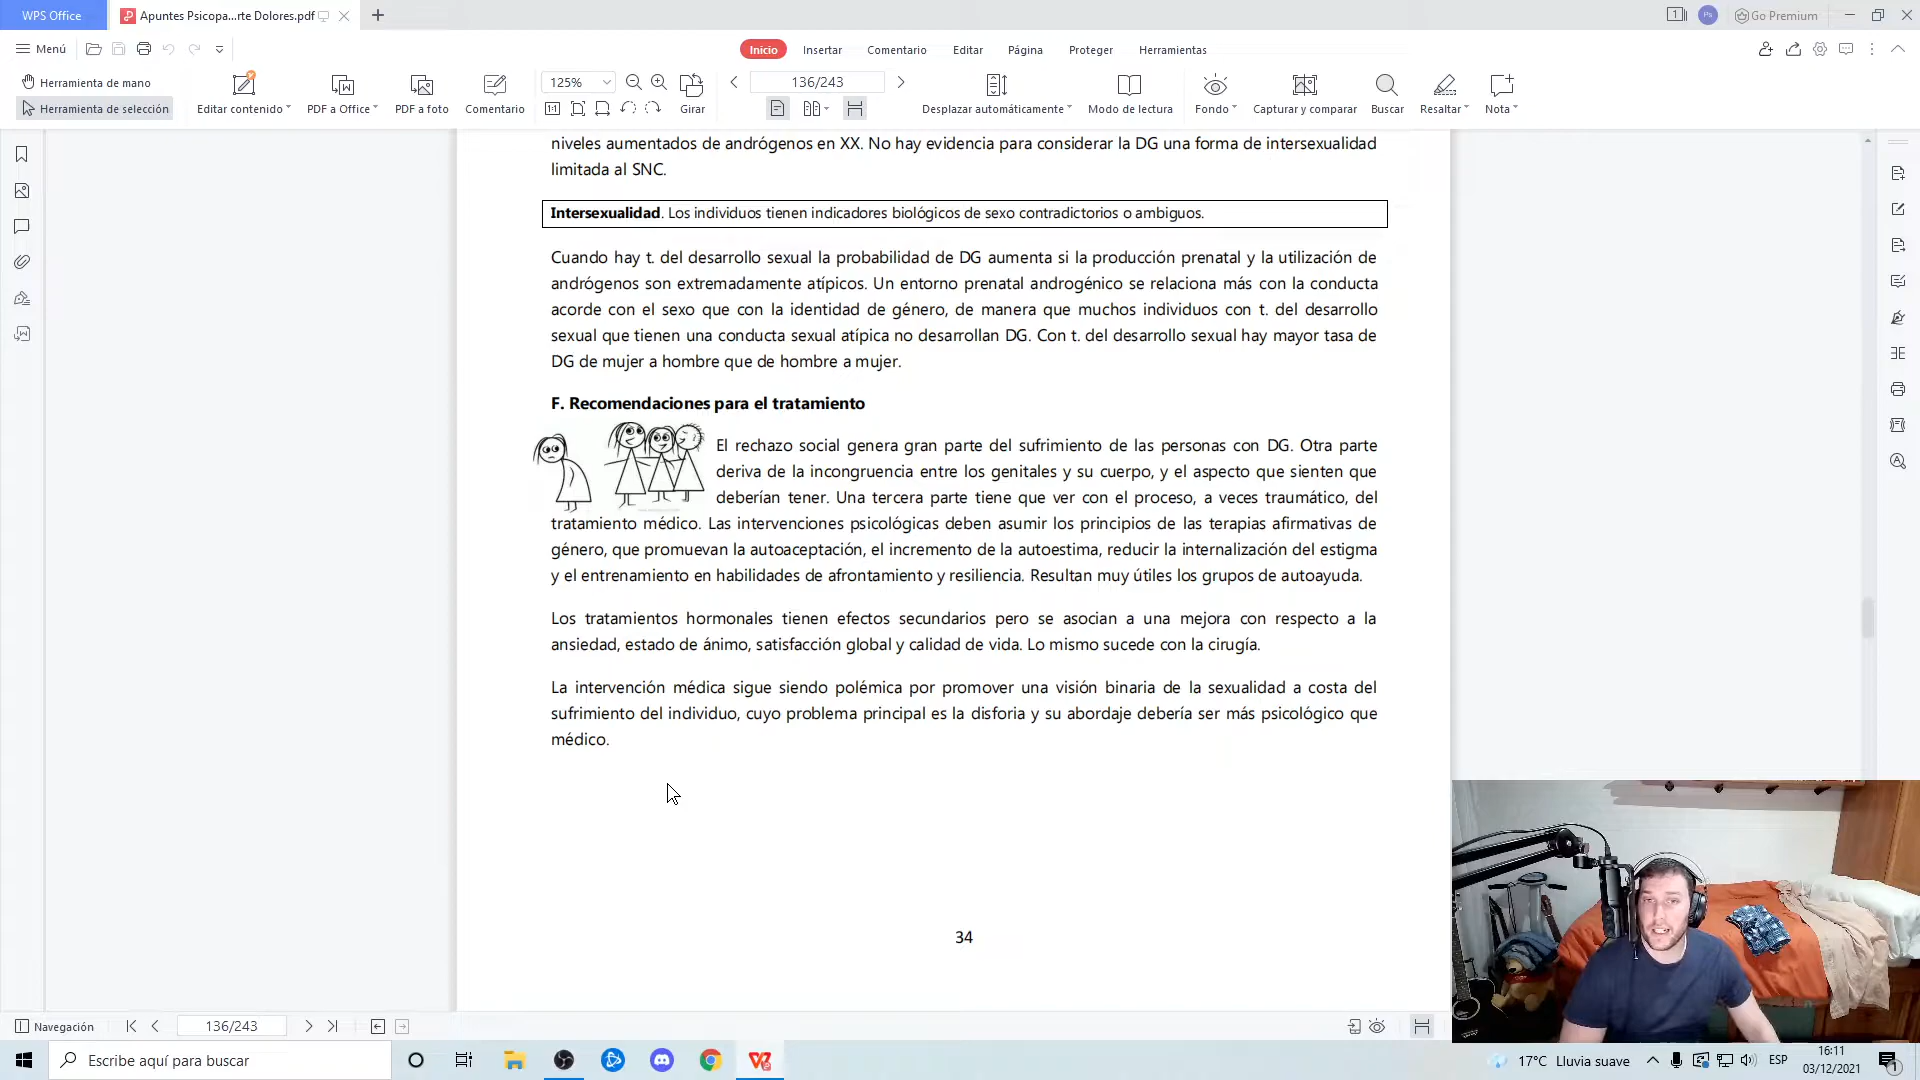 WPS Office
Apuntes Psicopa...rte Dolores.pdf
Go Premium
Menú
Inicio
Insertar
Comentario
Editar
Página
Proteger
Herramientas
Herramienta de mano
Herramienta de selección
Editar contenido
PDF a Office
PDF a foto
Comentario
125%
Girar
136/243
Desplazar automáticamente
Modo de lectura
Fondo
Capturar y comparar
Buscar
Resaltar
Nota
niveles aumentados de andrógenos en XX. No hay evidencia para considerar la DG una forma de intersexualidad
limitada al SNC.
Intersexualidad. Los individuos tienen indicadores biológicos de sexo contradictorios o ambiguos.
Cuando hay t. del desarrollo sexual la probabilidad de DG aumenta si la producción prenatal y la utilización de
andrógenos son extremadamente atípicos. Un entorno prenatal androgénico se relaciona más con la conducta
acorde con el sexo que con la identidad de género, de manera que muchos individuos con t. del desarrollo
sexual que tienen una conducta sexual atípica no desarrollan DG. Con t. del desarrollo sexual hay mayor tasa de
DG de mujer a hombre que de hombre a mujer.
F. Recomendaciones para el tratamiento
El rechazo social genera gran parte del sufrimiento de las personas con DG. Otra parte
deriva de la incongruencia entre los genitales y su cuerpo, y el aspecto que sienten que
deberían tener. Una tercera parte tiene que ver con el proceso, a veces traumático, del
tratamiento médico. Las intervenciones psicológicas deben asumir los principios de las terapias afirmativas de
género, que promuevan la autoaceptación, el incremento de la autoestima, reducir la internalización del estigma
y el entrenamiento en habilidades de afrontamiento y resiliencia. Resultan muy útiles los grupos de autoayuda.
Los tratamientos hormonales tienen efectos secundarios pero se asocian a una mejora con respecto a la
ansiedad, estado de ánimo, satisfacción global y calidad de vida. Lo mismo sucede con la cirugía.
La intervención médica sigue siendo polémica por promover una visión binaria de la sexualidad a costa del
sufrimiento del individuo, cuyo problema principal es la disforia y su abordaje debería ser más psicológico que
médico.
34
Navegación
136/243
Escribe aquí para buscar
17°C Lluvia suave
ESP
16:11
03/12/2021